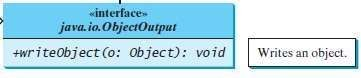 «interface»
java.io.ObjectOutput
+writeObject(o: Object): void
Writes an object.